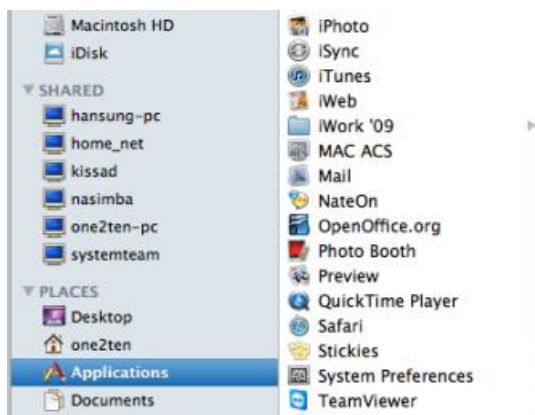 Macintosh HD
iDisk
SHARED
hansung-pc
home_net
kissad
nasimba
one2ten-pc
systemteam
PLACES
Desktop
one2ten
Applications
Documents
iPhoto
iSync
iTunes
iWeb
iWork '09
MAC ACS
Mail
NateOn
OpenOffice.org
Photo Booth
Preview
QuickTime Player
Safari
Stickies
System Preferences
TeamViewer